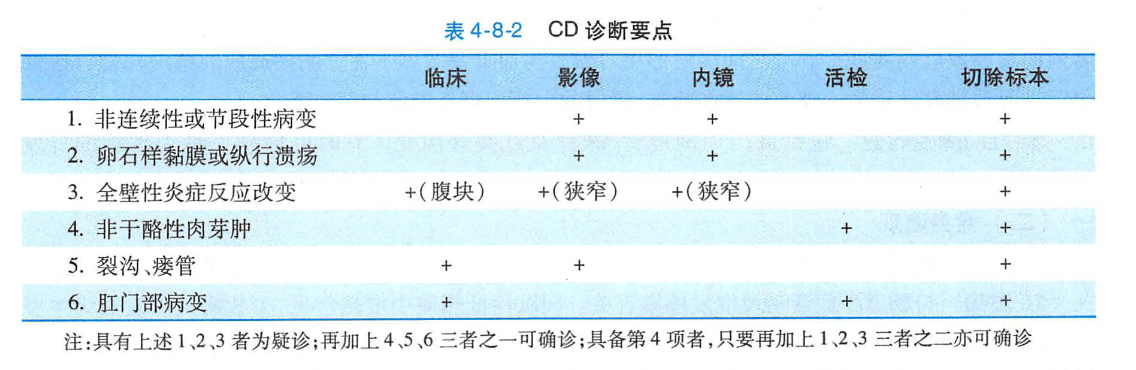 表 4-8-2 CD 诊断要点
临床 影像 内镜 活检 切除标本
1. 非连续性或节段性病变 + + +
2. 卵石样黏膜或纵行溃疡 + + +
3. 全壁性炎症反应改变 +(腹块) +(狭窄) +(狭窄) +
4. 非干酪性肉芽肿 + +
5. 裂沟、瘘管 + + +
6. 肛门部病变 + + +
注:具有上述 1、2、3 者为疑诊;再加上 4、5、6 三者之一可确诊;具备第 4 项者,只要再加上 1、2、3 三者之二亦可确诊